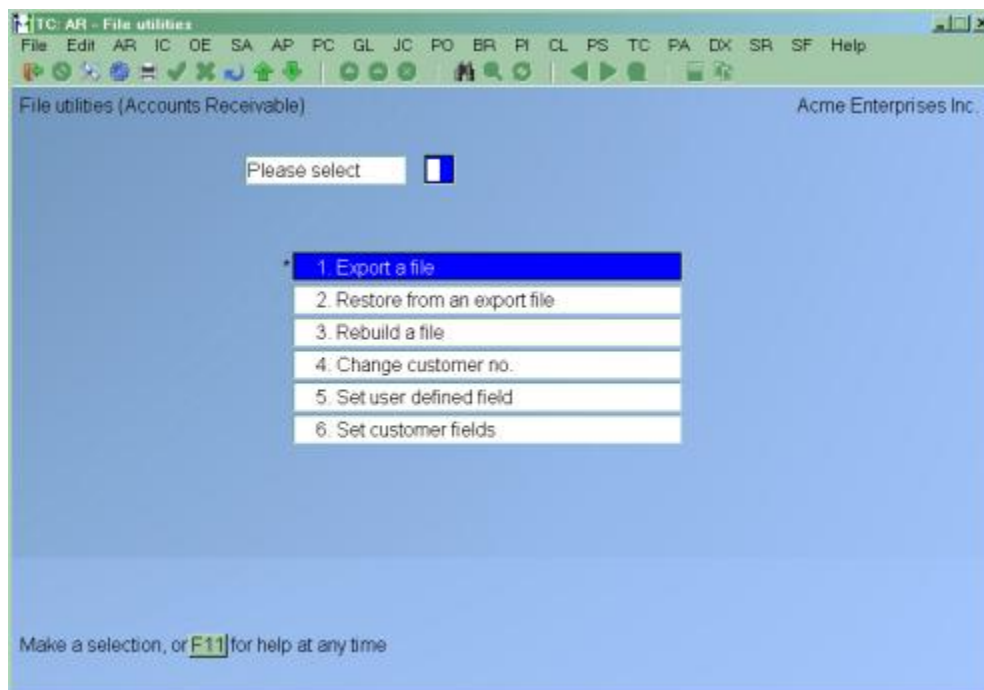 TC: AR - File utilities
File Edit AR IC OE SA AP PC GL JC PO BR PI CL PS TC PA DX SR SF Help
File utilities (Accounts Receivable) Acme Enterprises Inc.
Please select
* 1. Export a file
2. Restore from an export file
3. Rebuild a file
4. Change customer no.
5. Set user defined field
6. Set customer fields
Make a selection, or F11 for help at any time